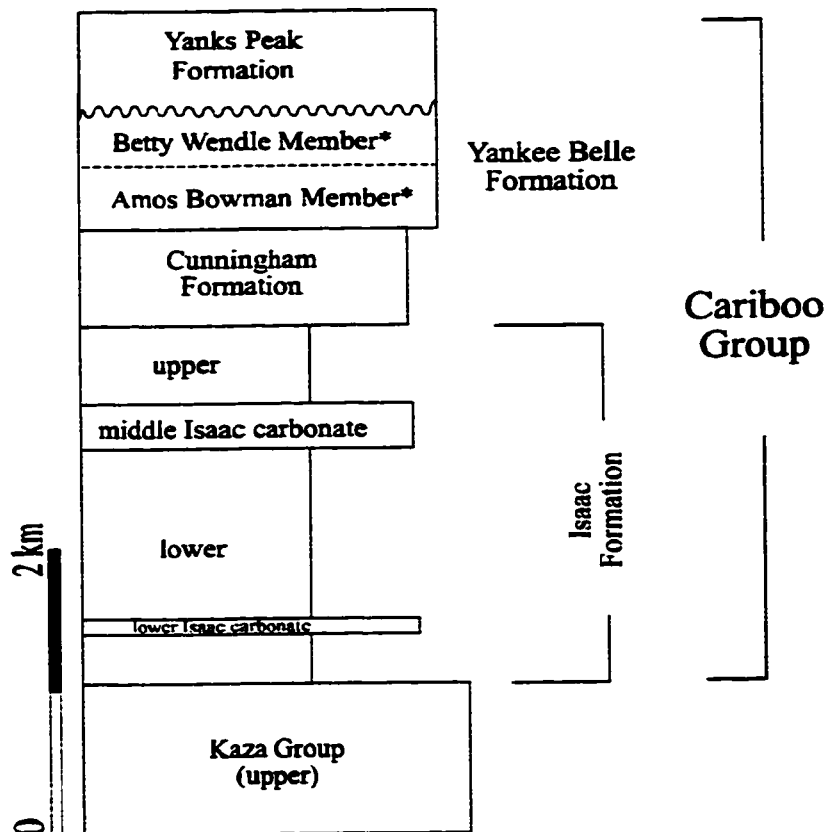 Yanks Peak
Formation
Betty Wendle Member*
Amos Bowman Member*
Yankee Belle
Formation
Cunningham
Formation
Cariboo
Group
upper
middle Isaac carbonate
Isaac
Formation
lower
2 km
lower Isaac carbonate
Kaza Group
(upper)
0